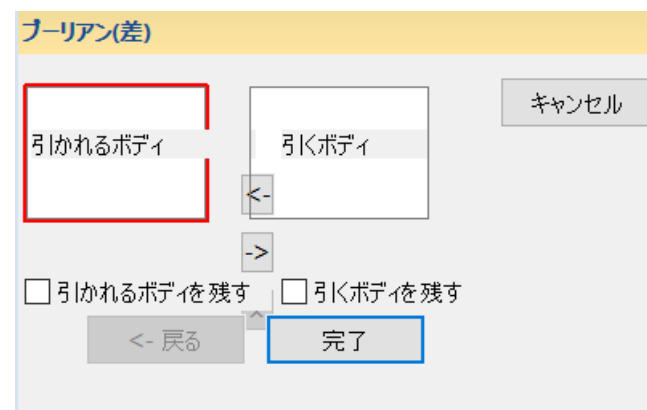 ブーリアン(差)
キャンセル
引かれるボディ
引くボディ
<-
->
引かれるボディを残す
引くボディを残す
<- 戻る
完了